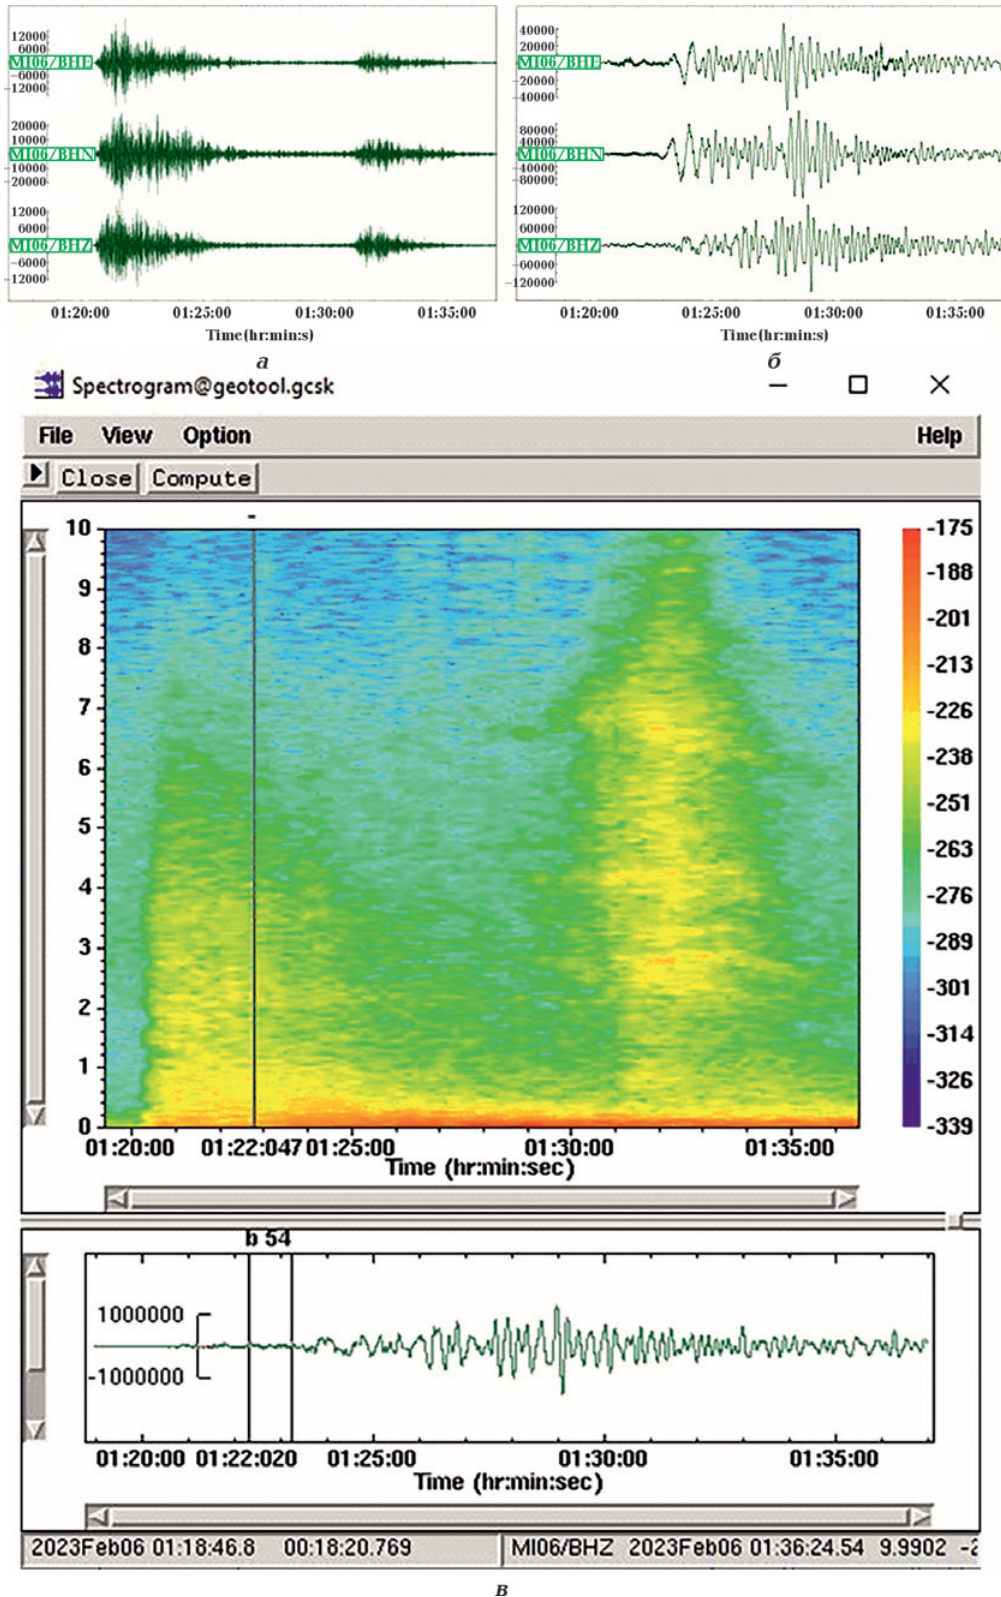 12000
6000
MI06/BHE
−6000
−12000
20000
10000
MI06/BHN
−10000
−20000
12000
6000
MI06/BHZ
−6000
−12000
01:20:00 01:25:00 01:30:00 01:35:00
Time(hr:min:s)
а
40000
20000
MI06/BHE
−20000
−40000
80000
40000
MI06/BHN
−40000
−80000
120000
60000
MI06/BHZ
−60000
−120000
01:20:00 01:25:00 01:30:00 01:35:00
Time(hr:min:s)
б
Spectrogram@geotool.gcsk
File View Option Help
Close Compute
10
9
8
7
6
5
4
3
2
1
0
-175
-188
-201
-213
-226
-238
-251
-263
-276
-289
-301
-314
-326
-339
01:20:00 01:22:047 01:25:00 01:30:00 01:35:00
Time (hr:min:sec)
b 54
1000000
-1000000
01:20:00 01:22:020 01:25:00 01:30:00 01:35:00
Time (hr:min:sec)
2023Feb06 01:18:46.8 00:18:20.769 MI06/BHZ 2023Feb06 01:36:24.54 9.9902
в